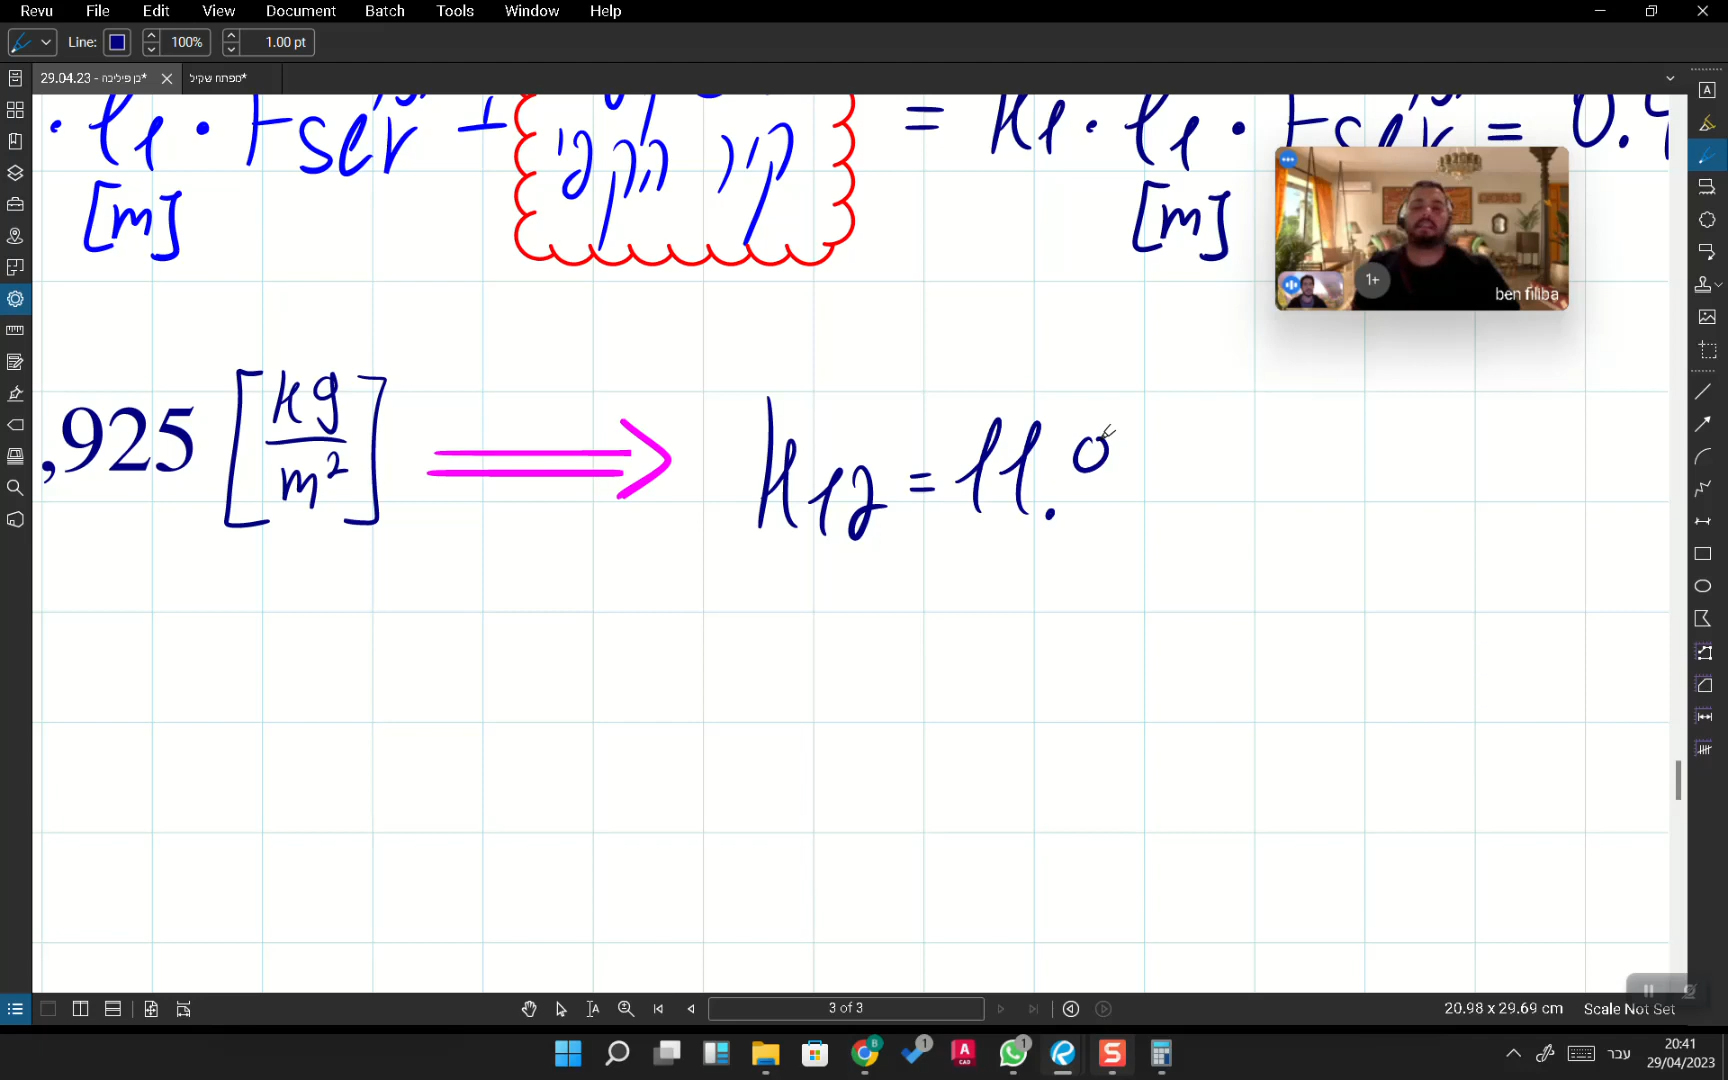 Revu File Edit View Document Batch Tools Window Help
Line: 100% 1.00 pt
29.04.23 - בן פיליבה* מפתח שקיל*
· l₁ · Fser = K₁ · l₁ · Fser = 0.4
[m] [m]
1+ ben filiba
,925 [kg/m²] ⟹ K₁₂ = 11.0
3 of 3 20.98 x 29.69 cm Scale Not Set
עבר 20:41
29/04/2023